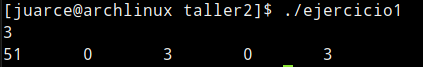 [juarce@archlinux taller2]$ ./ejercicio1
3
51 0 3 0 3